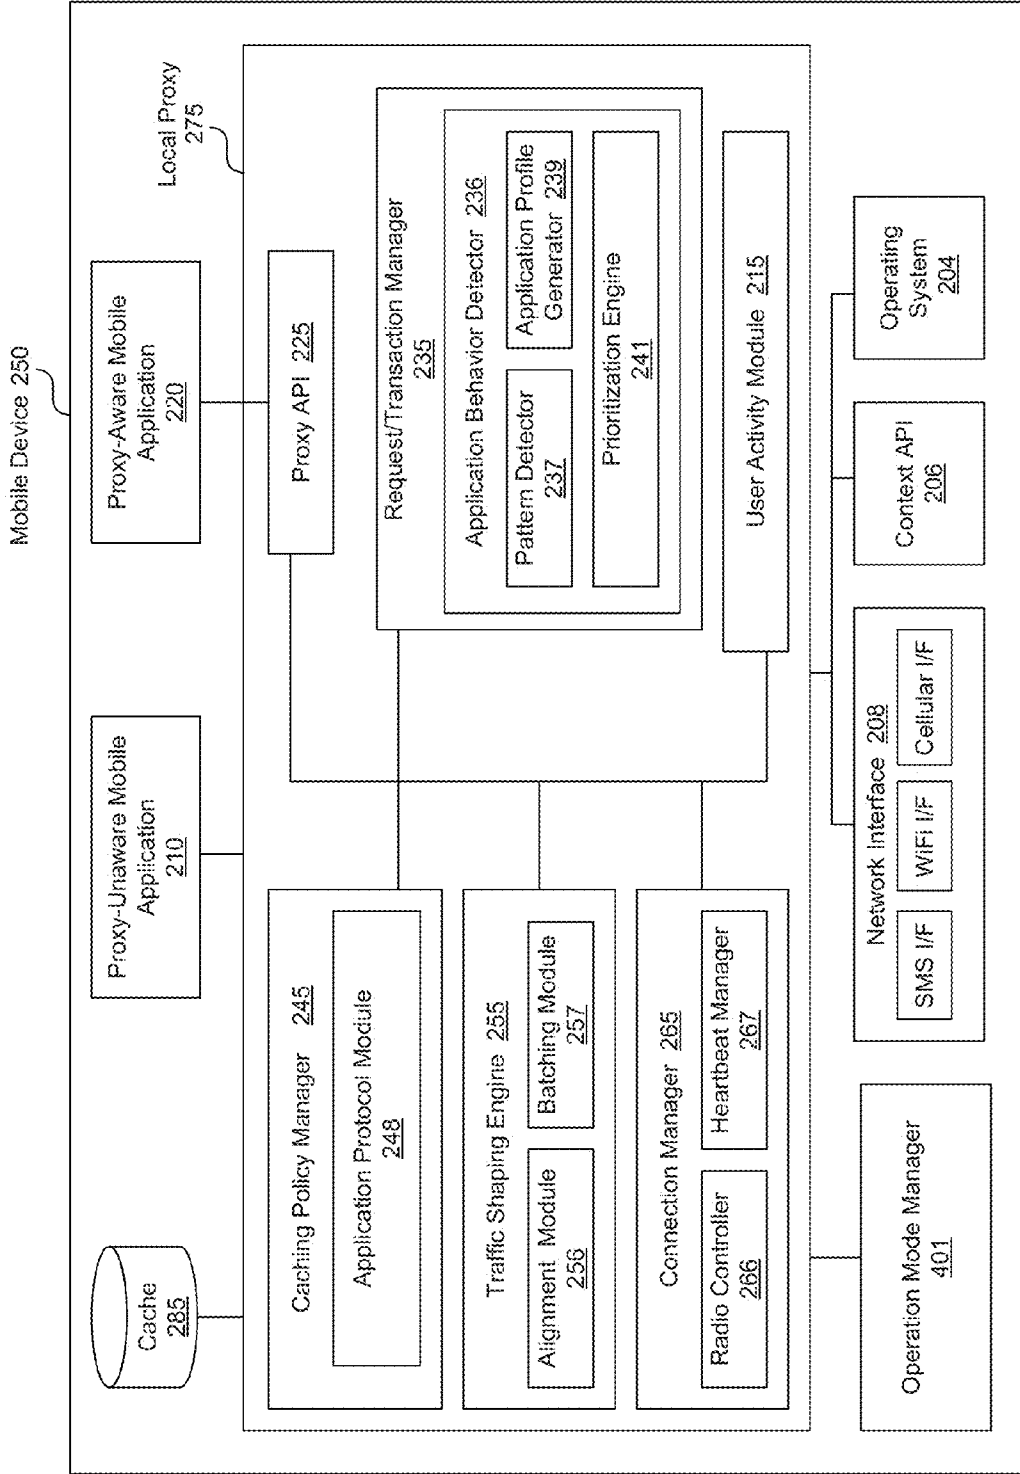 Mobile Device 250
Local Proxy
275
Cache
285
Proxy-Unaware Mobile
Application
210
Proxy-Aware Mobile
Application
220
Caching Policy Manager 245
Application Protocol Module
248
Traffic Shaping Engine 255
Alignment Module
256
Batching Module
257
Connection Manager 265
Radio Controller
266
Heartbeat Manager
267
Proxy API 225
Request/Transaction Manager
235
Application Behavior Detector 236
Pattern Detector
237
Application Profile
Generator 239
Prioritization Engine
241
User Activity Module 215
Operation Mode Manager
401
Network Interface 208
SMS I/F
WiFi I/F
Cellular I/F
Context API
206
Operating
System
204